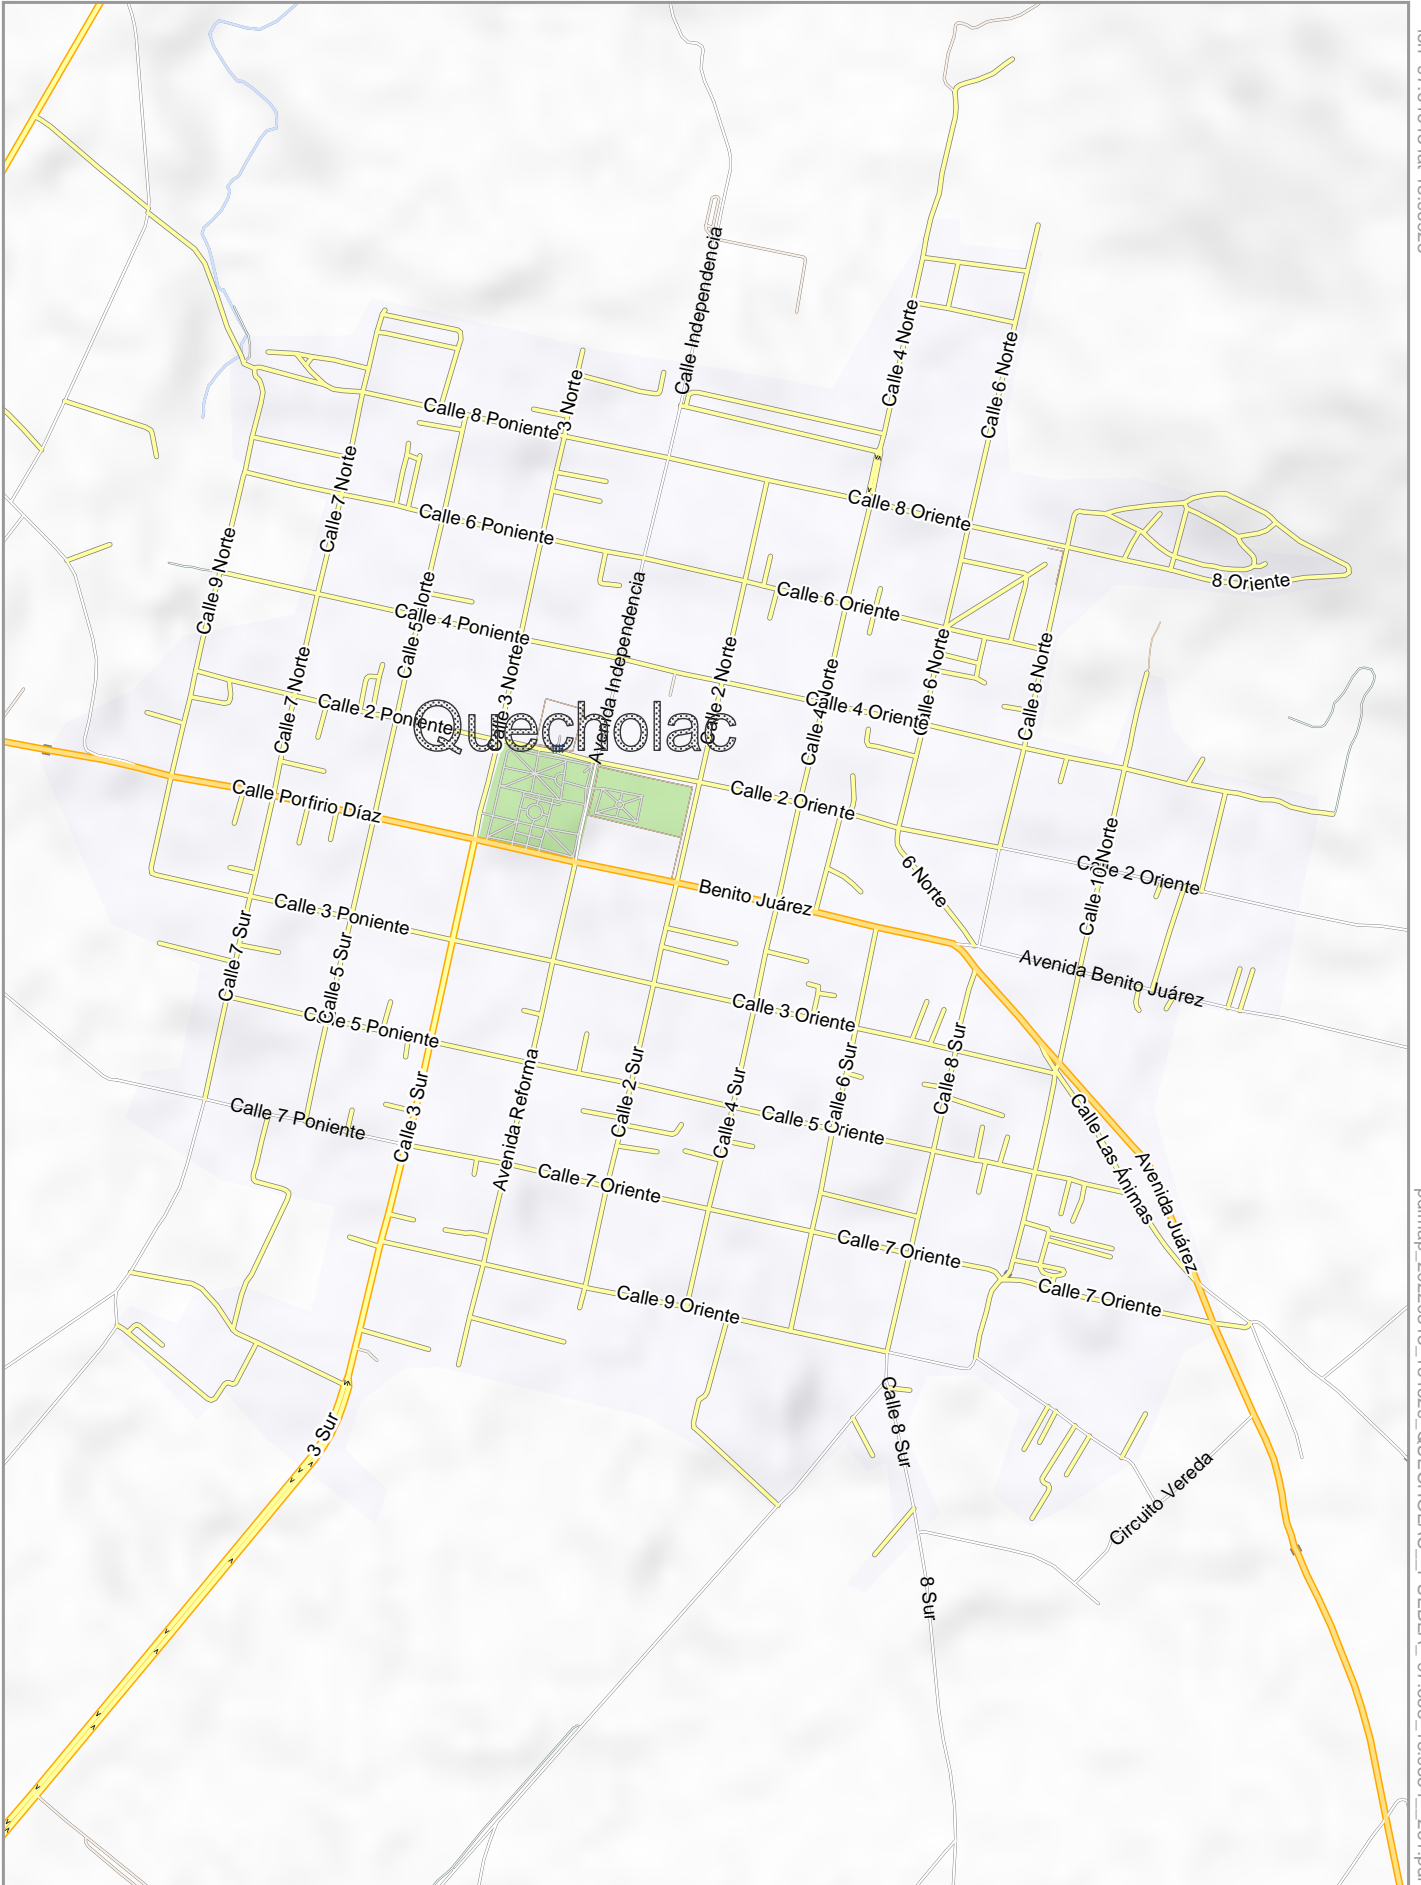 Calle Independencia
Calle 4 Norte
Calle 6 Norte
3 Norte
Calle 8 Poniente
Calle 7 Norte
Calle 8 Oriente
Calle 6 Poniente
Calle 9 Norte
8 Oriente
Calle 6 Oriente
Calle 4 Poniente
Calle 5 Norte
Avenida Independencia
Calle 2 Norte
Calle 6 Norte
Calle 8 Norte
Calle 7 Norte
Calle 3 Norte
Calle 4 Norte
Calle 4 Oriente
Calle 2 Poniente
Quecholac
Calle Porfirio Díaz
Calle 2 Oriente
Calle 10 Norte
Calle 2 Oriente
6 Norte
Benito Juárez
Calle 3 Poniente
Calle 7 Sur
Calle 5 Sur
Avenida Benito Juárez
Calle 3 Oriente
Calle 5 Poniente
Calle 8 Sur
Calle 6 Sur
Calle 2 Sur
Calle 4 Sur
Calle 3 Sur
Avenida Reforma
Calle 7 Poniente
Calle 5 Oriente
Calle Las Ánimas
Avenida Juárez
Calle 7 Oriente
Calle 7 Oriente
Calle 7 Oriente
Calle 9 Oriente
Calle 8 Sur
3 Sur
Circuito Vereda
8 Sur